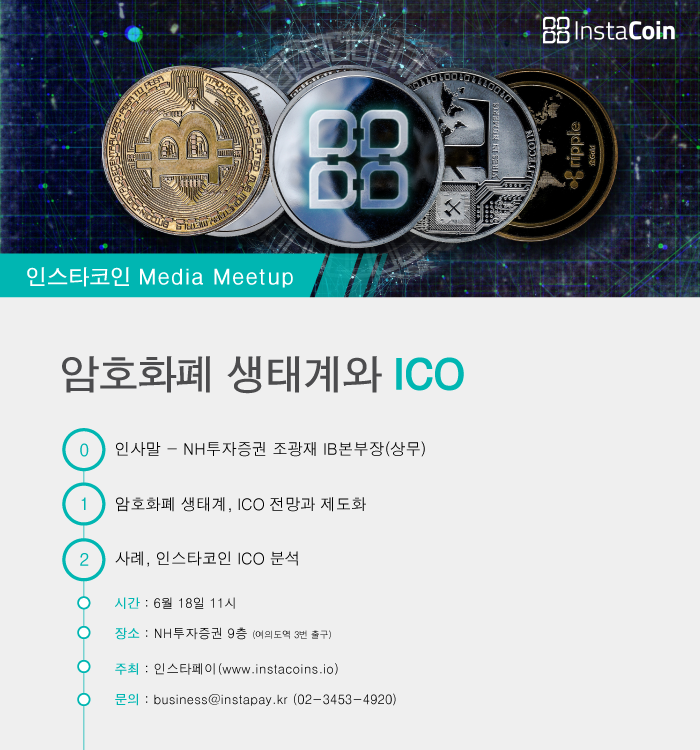 InstaCoin
ripple
LITECOIN
인스타코인 Media Meetup
암호화폐 생태계와 ICO
0 인사말 - NH투자증권 조광재 IB본부장(상무)
1 암호화폐 생태계, ICO 전망과 제도화
2 사례, 인스타코인 ICO 분석
시간 : 6월 18일 11시
장소 : NH투자증권 9층 (여의도역 3번 출구)
주최 : 인스타페이(www.instacoins.io)
문의 : business@instapay.kr (02-3453-4920)